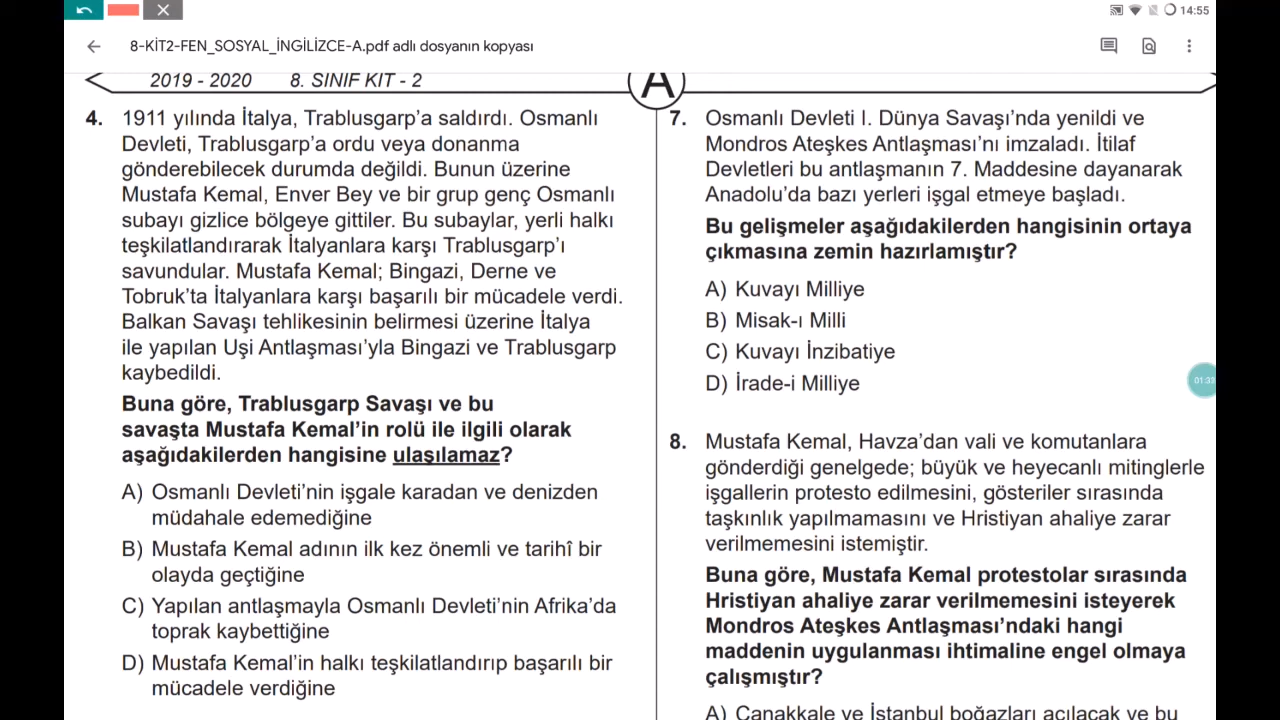 14:55
8-KİT2-FEN_SOSYAL_İNGİLİZCE-A.pdf adlı dosyanın kopyası
2019 - 2020 8. SINIF KIT - 2
A
4. 1911 yılında İtalya, Trablusgarp’a saldırdı. Osmanlı
Devleti, Trablusgarp’a ordu veya donanma
gönderebilecek durumda değildi. Bunun üzerine
Mustafa Kemal, Enver Bey ve bir grup genç Osmanlı
subayı gizlice bölgeye gittiler. Bu subaylar, yerli halkı
teşkilatlandırarak İtalyanlara karşı Trablusgarp’ı
savundular. Mustafa Kemal; Bingazi, Derne ve
Tobruk’ta İtalyanlara karşı başarılı bir mücadele verdi.
Balkan Savaşı tehlikesinin belirmesi üzerine İtalya
ile yapılan Uşi Antlaşması’yla Bingazi ve Trablusgarp
kaybedildi.
Buna göre, Trablusgarp Savaşı ve bu
savaşta Mustafa Kemal’in rolü ile ilgili olarak
aşağıdakilerden hangisine ulaşılamaz?
A) Osmanlı Devleti’nin işgale karadan ve denizden
müdahale edemediğine
B) Mustafa Kemal adının ilk kez önemli ve tarihî bir
olayda geçtiğine
C) Yapılan antlaşmayla Osmanlı Devleti’nin Afrika’da
toprak kaybettiğine
D) Mustafa Kemal’in halkı teşkilatlandırıp başarılı bir
mücadele verdiğine
7. Osmanlı Devleti I. Dünya Savaşı’nda yenildi ve
Mondros Ateşkes Antlaşması’nı imzaladı. İtilaf
Devletleri bu antlaşmanın 7. Maddesine dayanarak
Anadolu’da bazı yerleri işgal etmeye başladı.
Bu gelişmeler aşağıdakilerden hangisinin ortaya
çıkmasına zemin hazırlamıştır?
A) Kuvayı Milliye
B) Misak-ı Milli
C) Kuvayı İnzibatiye
D) İrade-i Milliye
01:33
8. Mustafa Kemal, Havza’dan vali ve komutanlara
gönderdiği genelgede; büyük ve heyecanlı mitinglerle
işgallerin protesto edilmesini, gösteriler sırasında
taşkınlık yapılmamasını ve Hristiyan ahaliye zarar
verilmemesini istemiştir.
Buna göre, Mustafa Kemal protestolar sırasında
Hristiyan ahaliye zarar verilmemesini isteyerek
Mondros Ateşkes Antlaşması’ndaki hangi
maddenin uygulanması ihtimaline engel olmaya
çalışmıştır?
A) Çanakkale ve İstanbul boğazları açılacak ve bu